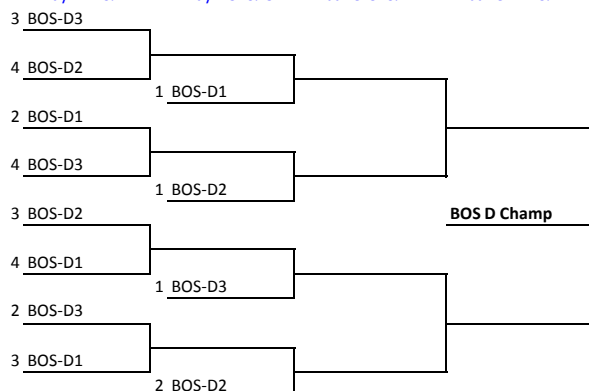 3 BOS-D3
4 BOS-D2
1 BOS-D1
2 BOS-D1
4 BOS-D3
1 BOS-D2
3 BOS-D2
BOS D Champ
4 BOS-D1
1 BOS-D3
2 BOS-D3
3 BOS-D1
2 BOS-D2